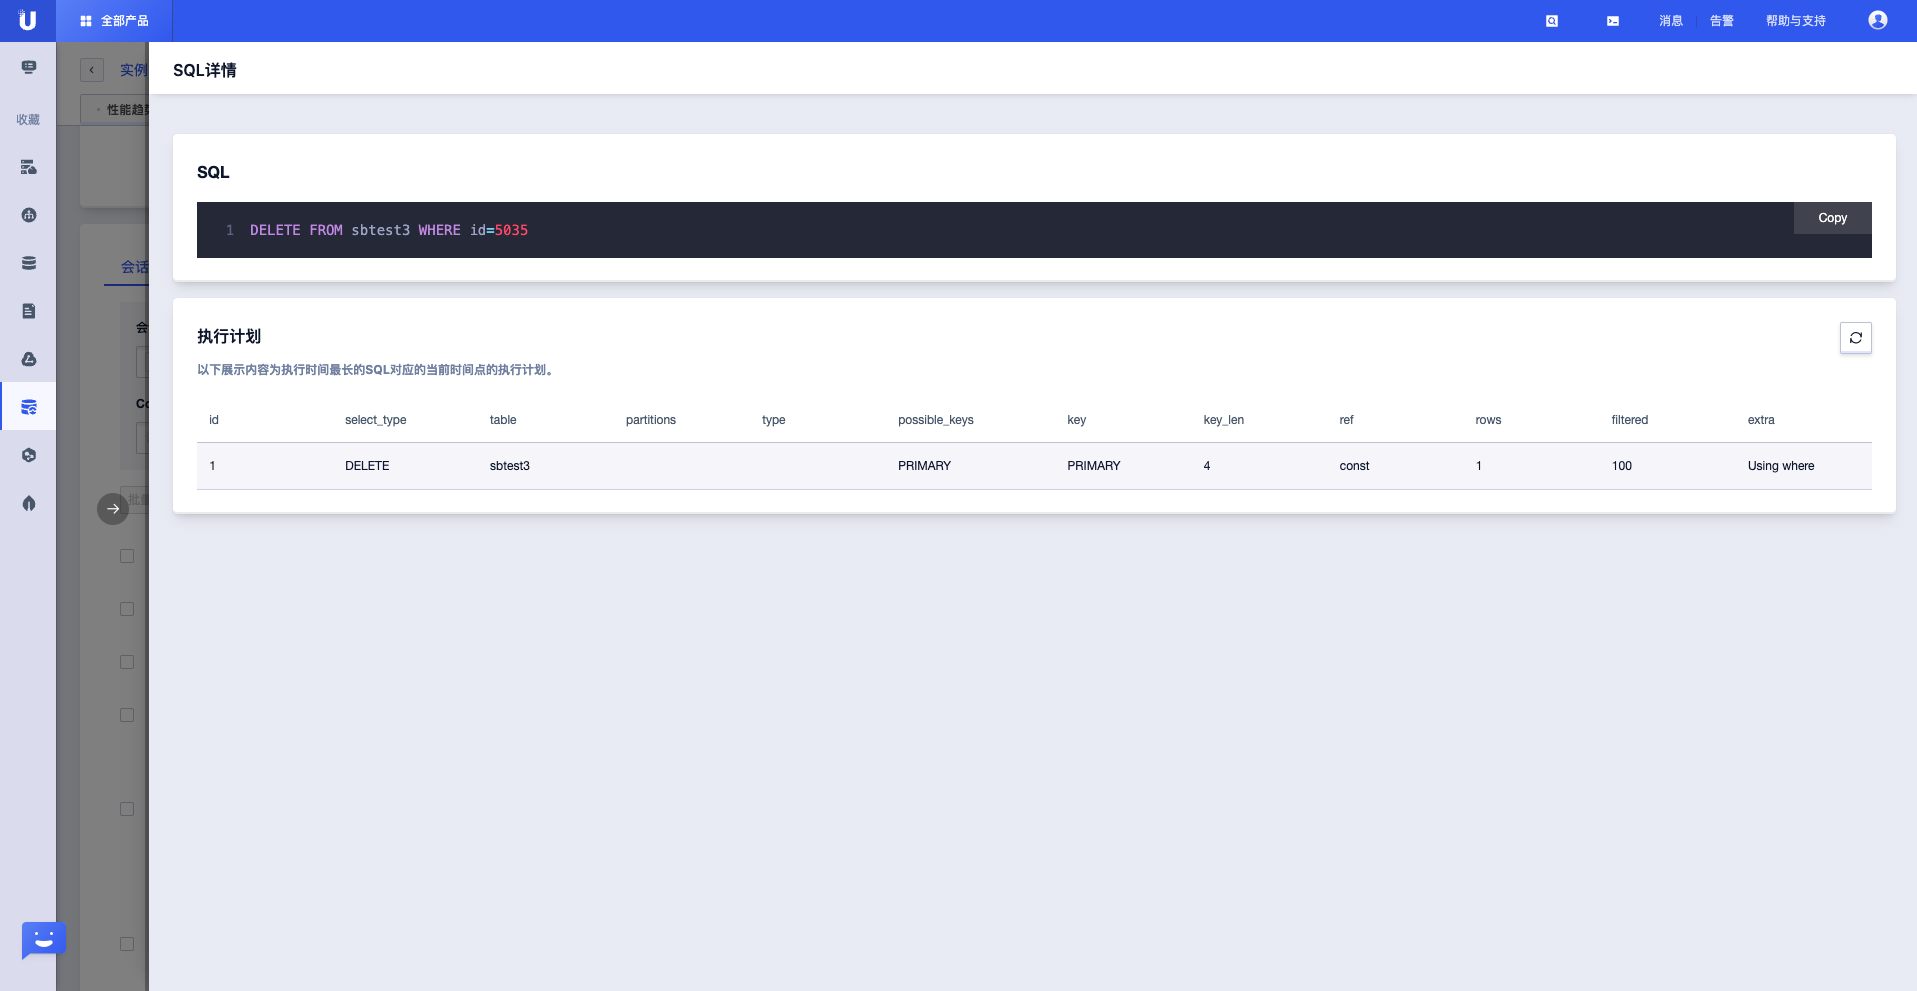 全部产品
消息
告警
帮助与支持
收藏
实例
性能趋
会话
会
Co
批量
SQL详情
SQL
1 DELETE FROM sbtest3 WHERE id=5035
Copy
执行计划
以下展示内容为执行时间最长的SQL对应的当前时间点的执行计划。
id select_type table partitions type possible_keys key key_len ref rows filtered extra
1 DELETE sbtest3 PRIMARY PRIMARY 4 const 1 100 Using where